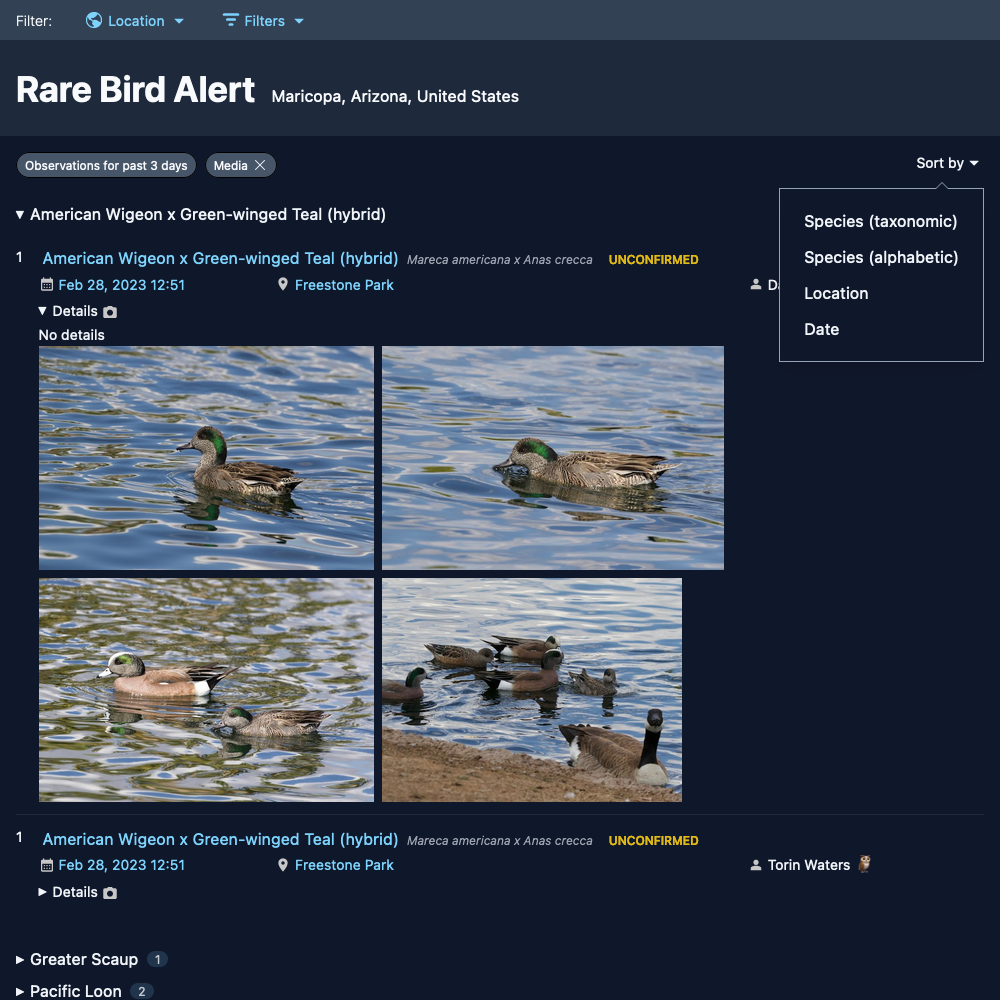 Filter: Location Filters
Rare Bird Alert Maricopa, Arizona, United States
Observations for past 3 days Media Sort by
Species (taxonomic)
Species (alphabetic)
Location
Date
American Wigeon x Green-winged Teal (hybrid)
1 American Wigeon x Green-winged Teal (hybrid) Mareca americana x Anas crecca UNCONFIRMED
Feb 28, 2023 12:51 Freestone Park
Details
No details
1 American Wigeon x Green-winged Teal (hybrid) Mareca americana x Anas crecca UNCONFIRMED
Feb 28, 2023 12:51 Freestone Park Torin Waters
Details
Greater Scaup 1
Pacific Loon 2